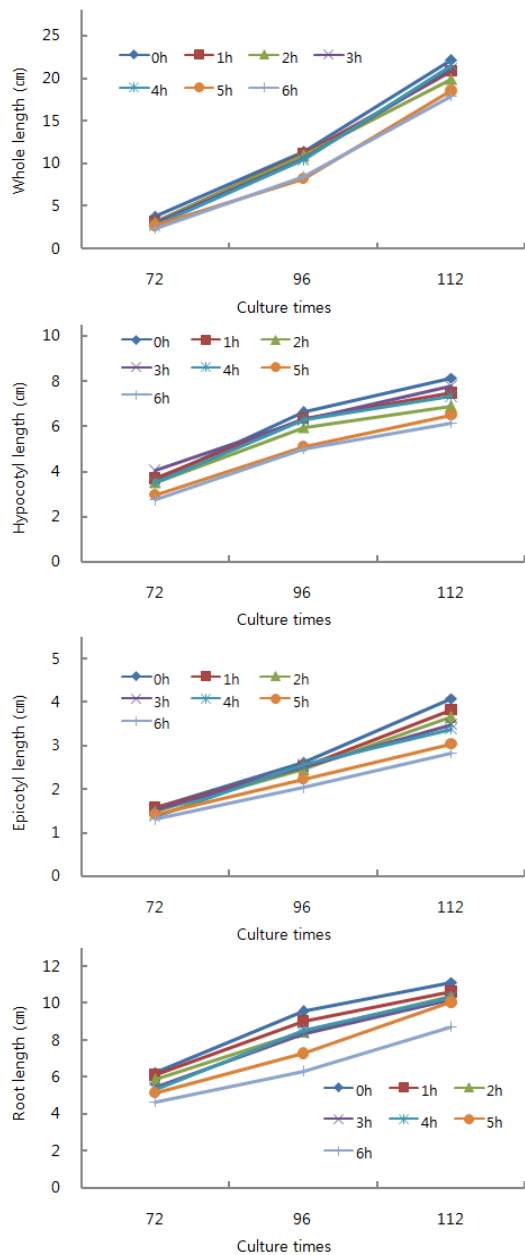 Whole length (㎝)
25
20
15
10
5
0
0h 1h 2h 3h
4h 5h 6h
72 96 112
Culture times
Hypocotyl length (㎝)
10
8
6
4
2
0
0h 1h 2h
3h 4h 5h
6h
72 96 112
Culture times
Epicotyl length (㎝)
5
4
3
2
1
0
0h 1h 2h
3h 4h 5h
6h
72 96 112
Culture times
Root length (㎝)
12
10
8
6
4
2
0
0h 1h 2h
3h 4h 5h
6h
72 96 112
Culture times